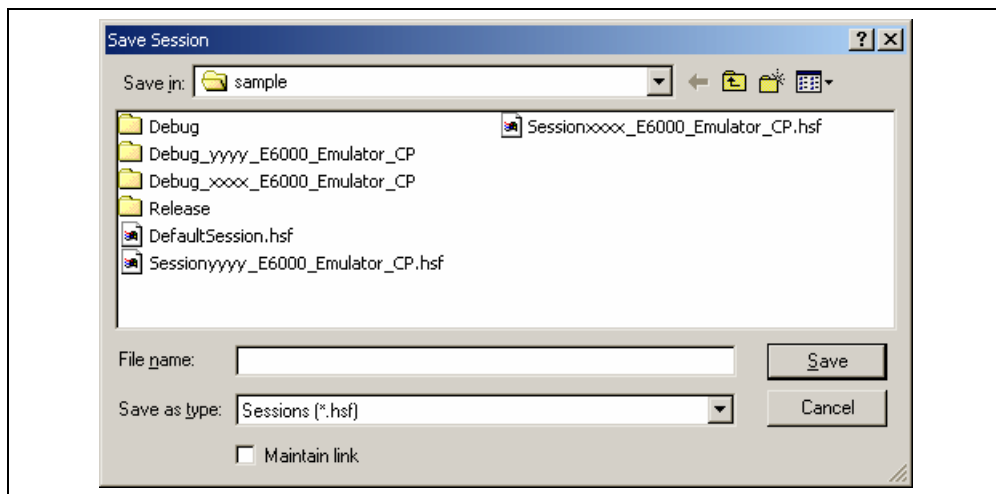 Save Session
Save in: sample
Debug
Debug_yyyy_E6000_Emulator_CP
Debug_xxxx_E6000_Emulator_CP
Release
DefaultSession.hsf
Sessionyyyy_E6000_Emulator_CP.hsf
Sessionxxxx_E6000_Emulator_CP.hsf
File name:
Save
Save as type: Sessions (*.hsf)
Cancel
Maintain link